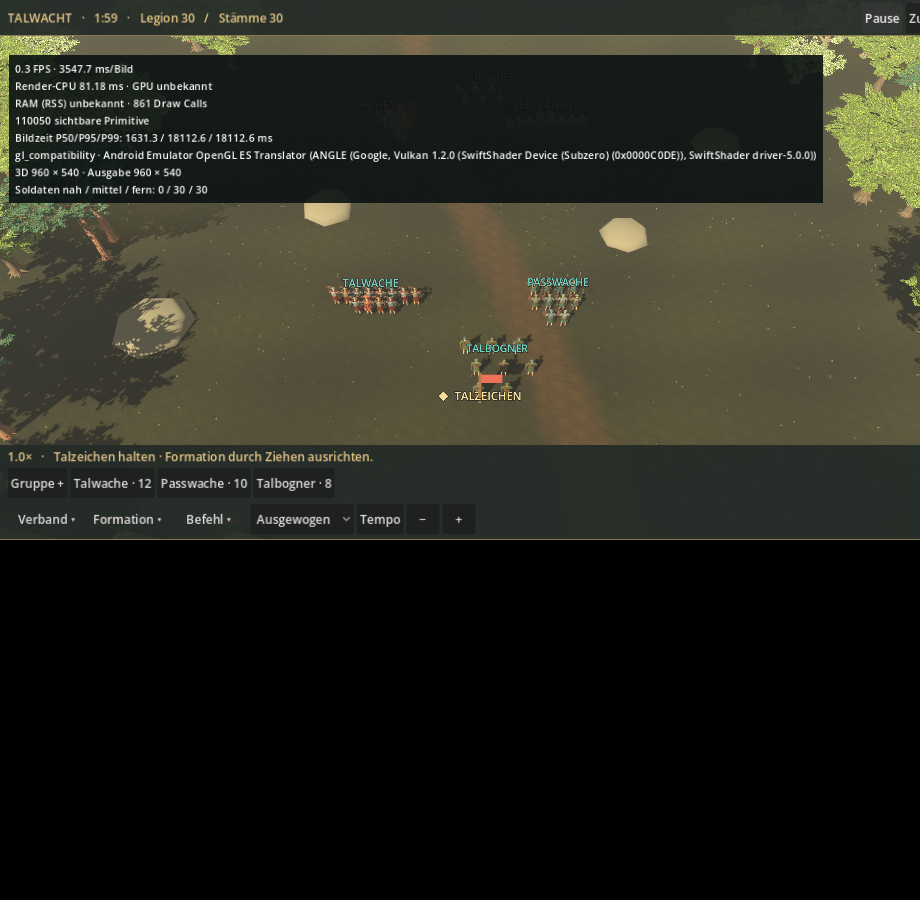 TALWACHT · 1:59 · Legion 30 / Stämme 30
Pause Zu
0.3 FPS · 3547.7 ms/Bild
Render-CPU 81.18 ms · GPU unbekannt
RAM (RSS) unbekannt · 861 Draw Calls
110050 sichtbare Primitive
Bildzeit P50/P95/P99: 1631.3 / 18112.6 / 18112.6 ms
gl_compatibility · Android Emulator OpenGL ES Translator (ANGLE (Google, Vulkan 1.2.0 (SwiftShader Device (Subzero) (0x0000C0DE)), SwiftShader driver-5.0.0))
3D 960 × 540 · Ausgabe 960 × 540
Soldaten nah / mittel / fern: 0 / 30 / 30
TALWACHE
PASSWACHE
TALBOGNER
◆ TALZEICHEN
1.0× · Talzeichen halten · Formation durch Ziehen ausrichten.
Gruppe + Talwache · 12 Passwache · 10 Talbogner · 8
Verband ▾ Formation ▾ Befehl ▾ Ausgewogen Tempo − +